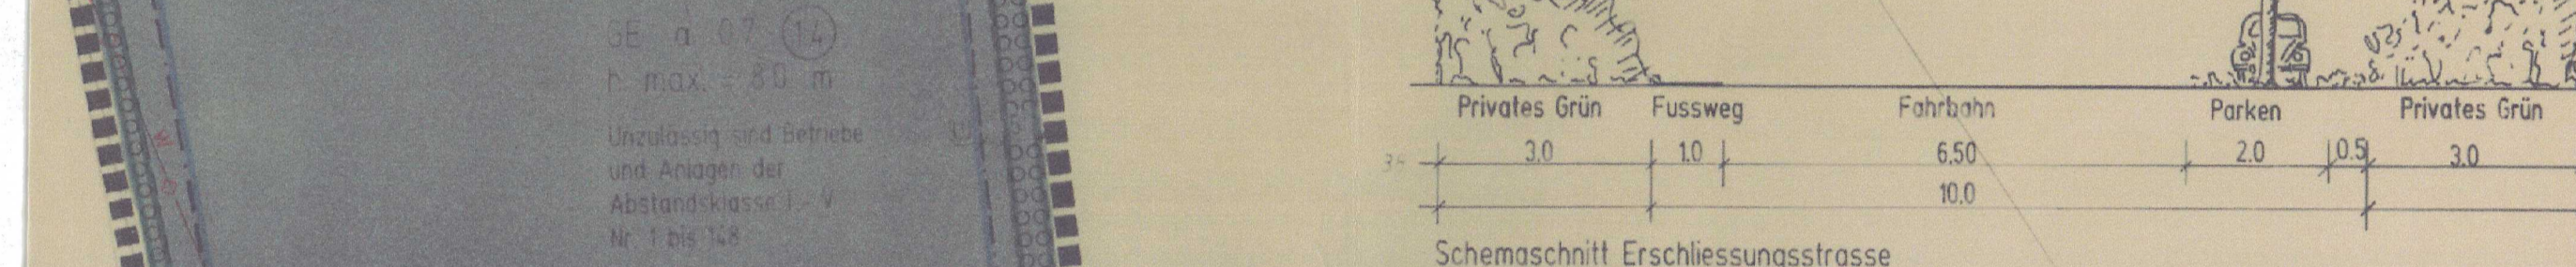 GE a 0,7 14
h max. = 8.0 m
Unzulässig sind Betriebe
und Anlagen der
Abstandsklasse I - V
Nr. 1 bis 148
Privates Grün Fussweg Fahrbahn Parken Privates Grün
3.0 1.0 6,50 2.0 0.5 3.0
10.0
Schemaschnitt Erschliessungsstrasse